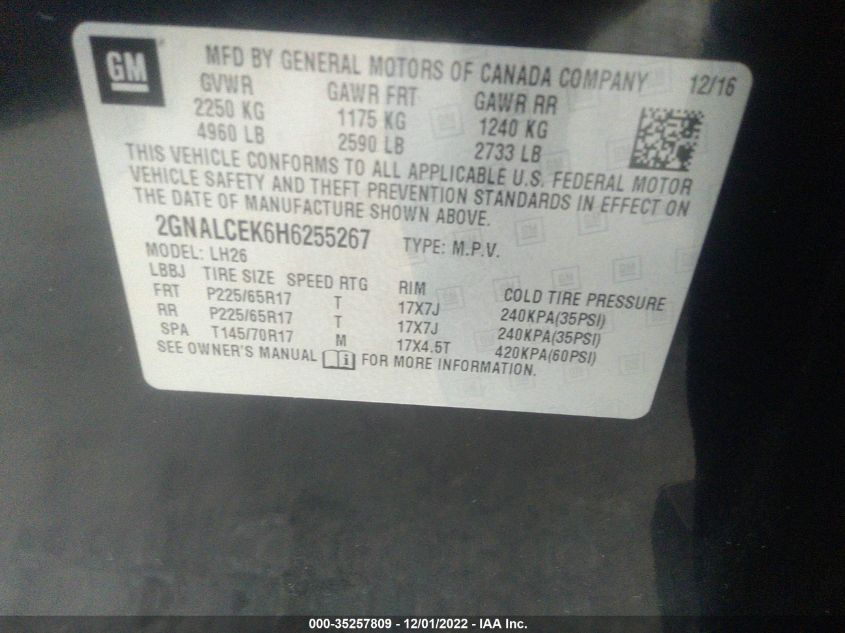 GM MFD BY GENERAL MOTORS OF CANADA COMPANY 12/16
GVWR GAWR FRT GAWR RR
2250 KG 1175 KG 1240 KG
4960 LB 2590 LB 2733 LB
THIS VEHICLE CONFORMS TO ALL APPLICABLE U.S. FEDERAL MOTOR
VEHICLE SAFETY AND THEFT PREVENTION STANDARDS IN EFFECT ON
THE DATE OF MANUFACTURE SHOWN ABOVE.
2GNALCEK6H6255267 TYPE: M.P.V.
MODEL: LH26
LBBJ TIRE SIZE SPEED RTG RIM COLD TIRE PRESSURE
FRT P225/65R17 T 17X7J 240KPA(35PSI)
RR P225/65R17 T 17X7J 240KPA(35PSI)
SPA T145/70R17 M 17X4.5T 420KPA(60PSI)
SEE OWNER'S MANUAL FOR MORE INFORMATION.
000-35257809 - 12/01/2022 - IAA Inc.